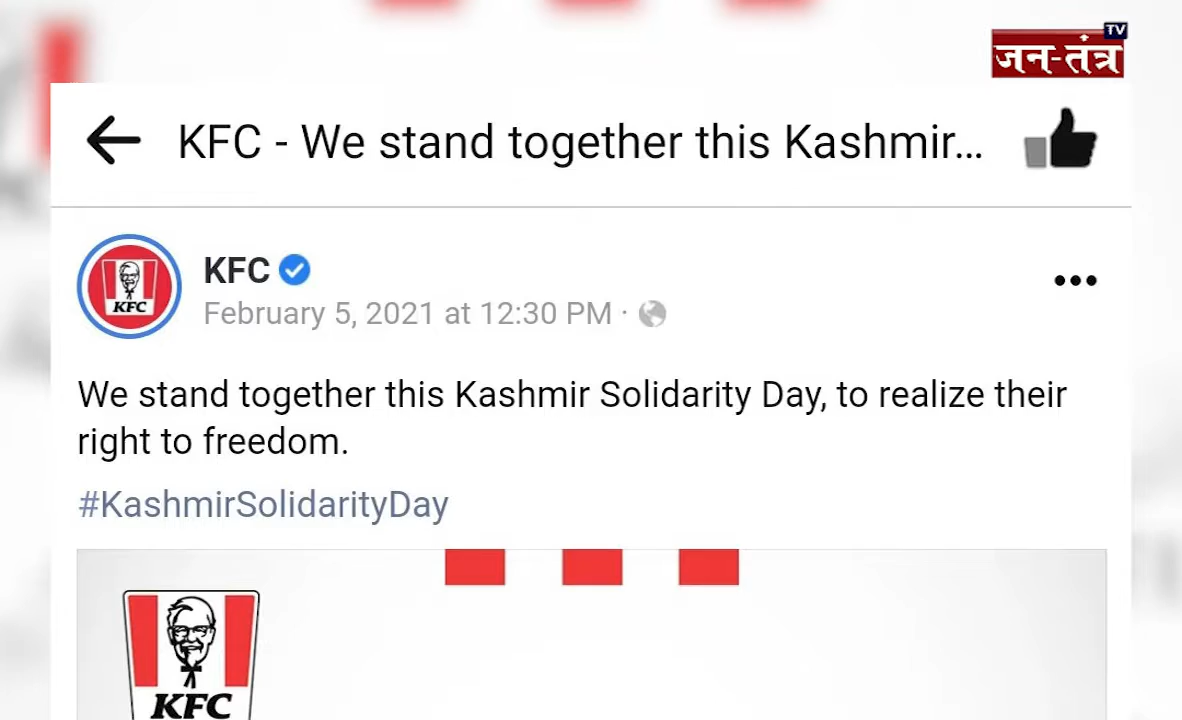 TV
जन-तंत्र
KFC - We stand together this Kashmir...
KFC
KFC
February 5, 2021 at 12:30 PM ·
We stand together this Kashmir Solidarity Day, to realize their
right to freedom.
#KashmirSolidarityDay
KFC